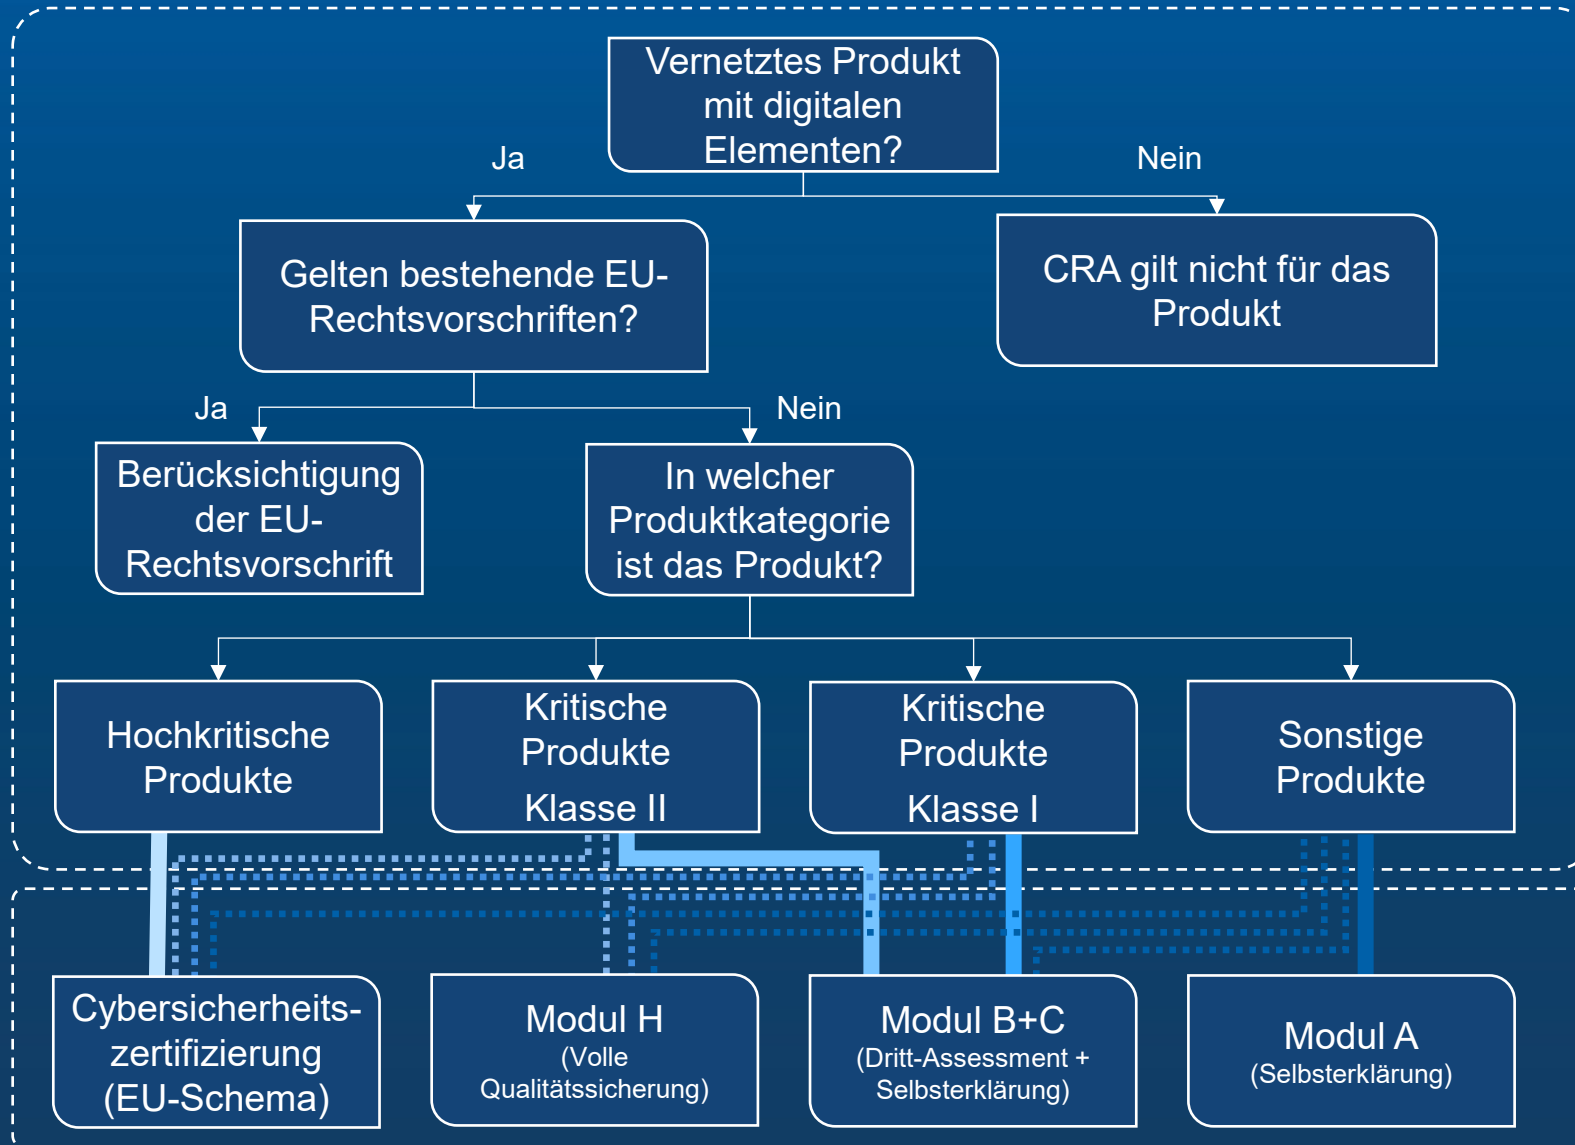 Vernetztes Produkt
mit digitalen
Elementen?
Ja
Nein
Gelten bestehende EU-
Rechtsvorschriften?
CRA gilt nicht für das
Produkt
Ja
Nein
Berücksichtigung
der EU-
Rechtsvorschrift
In welcher
Produktkategorie
ist das Produkt?
Hochkritische
Produkte
Kritische
Produkte
Klasse II
Kritische
Produkte
Klasse I
Sonstige
Produkte
Cybersicherheits-
zertifizierung
(EU-Schema)
Modul H
(Volle
Qualitätssicherung)
Modul B+C
(Dritt-Assessment +
Selbsterklärung)
Modul A
(Selbsterklärung)